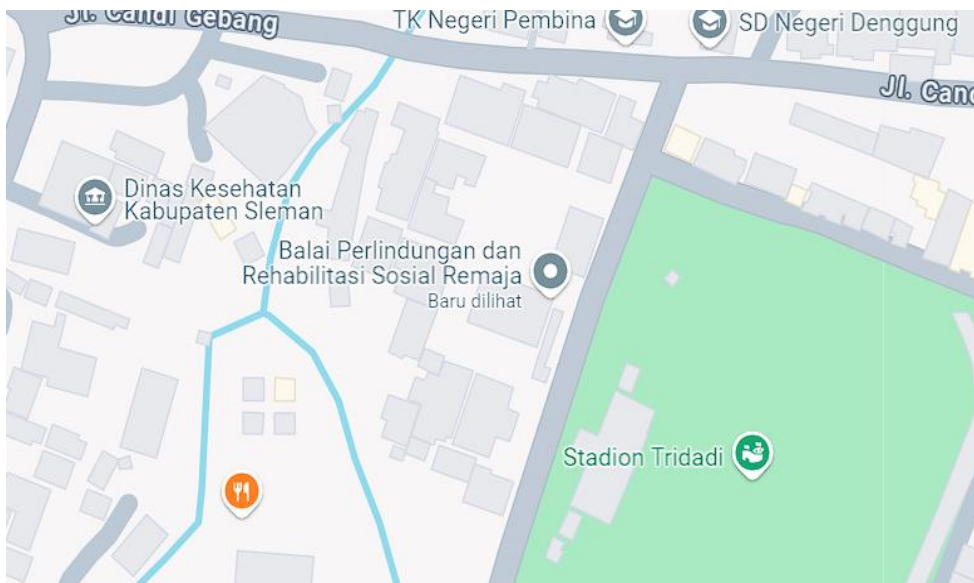 Jl. Candi Gebang
TK Negeri Pembina
SD Negeri Denggung
Jl. Cand
Dinas Kesehatan
Kabupaten Sleman
Balai Perlindungan dan
Rehabilitasi Sosial Remaja
Baru dilihat
Stadion Tridadi